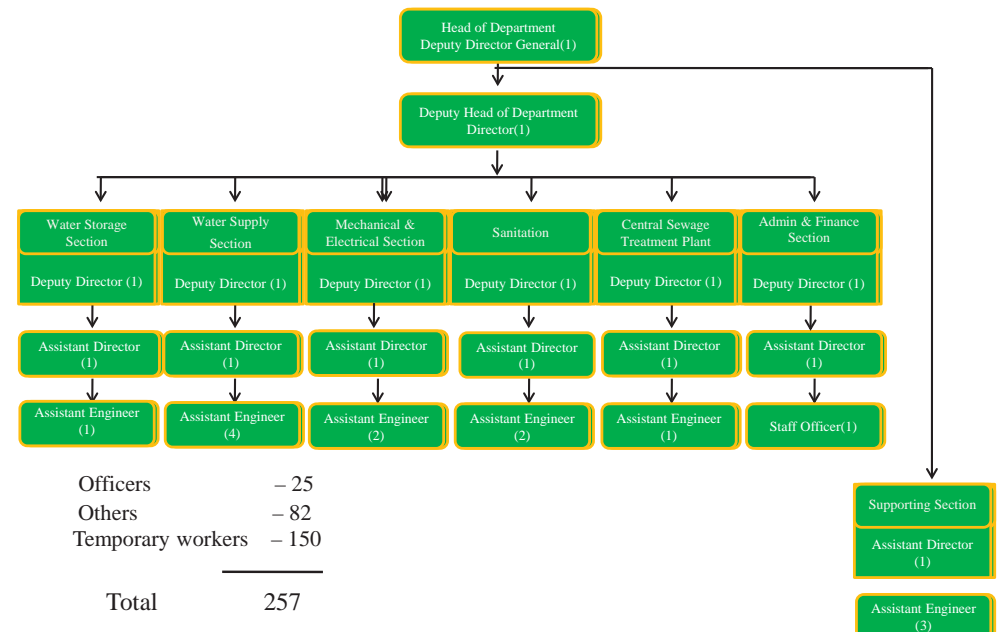 Head of Department
Deputy Director General(1)
Deputy Head of Department
Director(1)
Water Storage
Section
Deputy Director (1)
Water Supply
Section
Deputy Director (1)
Mechanical &
Electrical Section
Deputy Director (1)
Sanitation
Deputy Director (1)
Central Sewage
Treatment Plant
Deputy Director (1)
Admin & Finance
Section
Deputy Director (1)
Assistant Director
(1)
Assistant Director
(1)
Assistant Director
(1)
Assistant Director
(1)
Assistant Director
(1)
Assistant Director
(1)
Assistant Engineer
(1)
Assistant Engineer
(4)
Assistant Engineer
(2)
Assistant Engineer
(2)
Assistant Engineer
(1)
Staff Officer(1)
Officers – 25
Others – 82
Temporary workers – 150
Total 257
Supporting Section
Assistant Director
(1)
Assistant Engineer
(3)